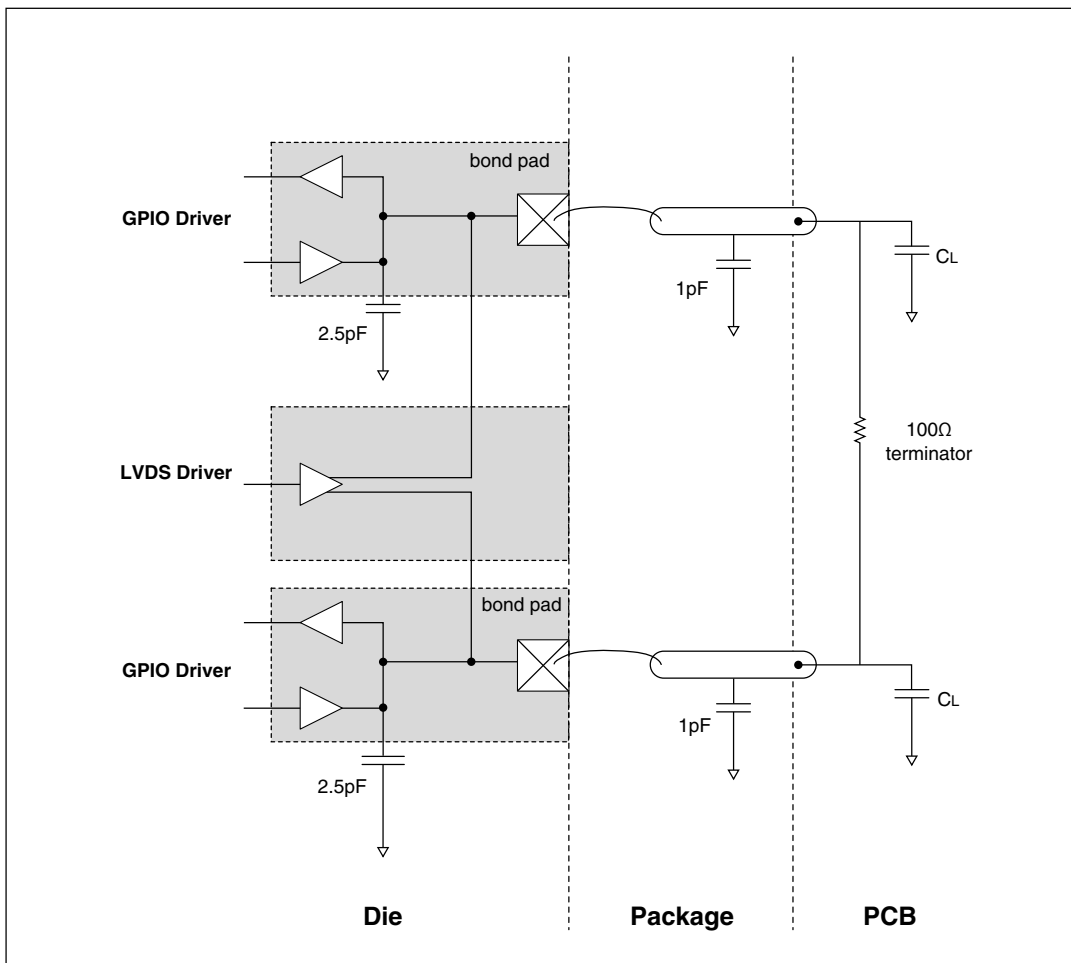 bond pad
GPIO Driver
2.5pF
1pF
CL
LVDS Driver
100Ω
terminator
bond pad
GPIO Driver
2.5pF
1pF
CL
Die
Package
PCB